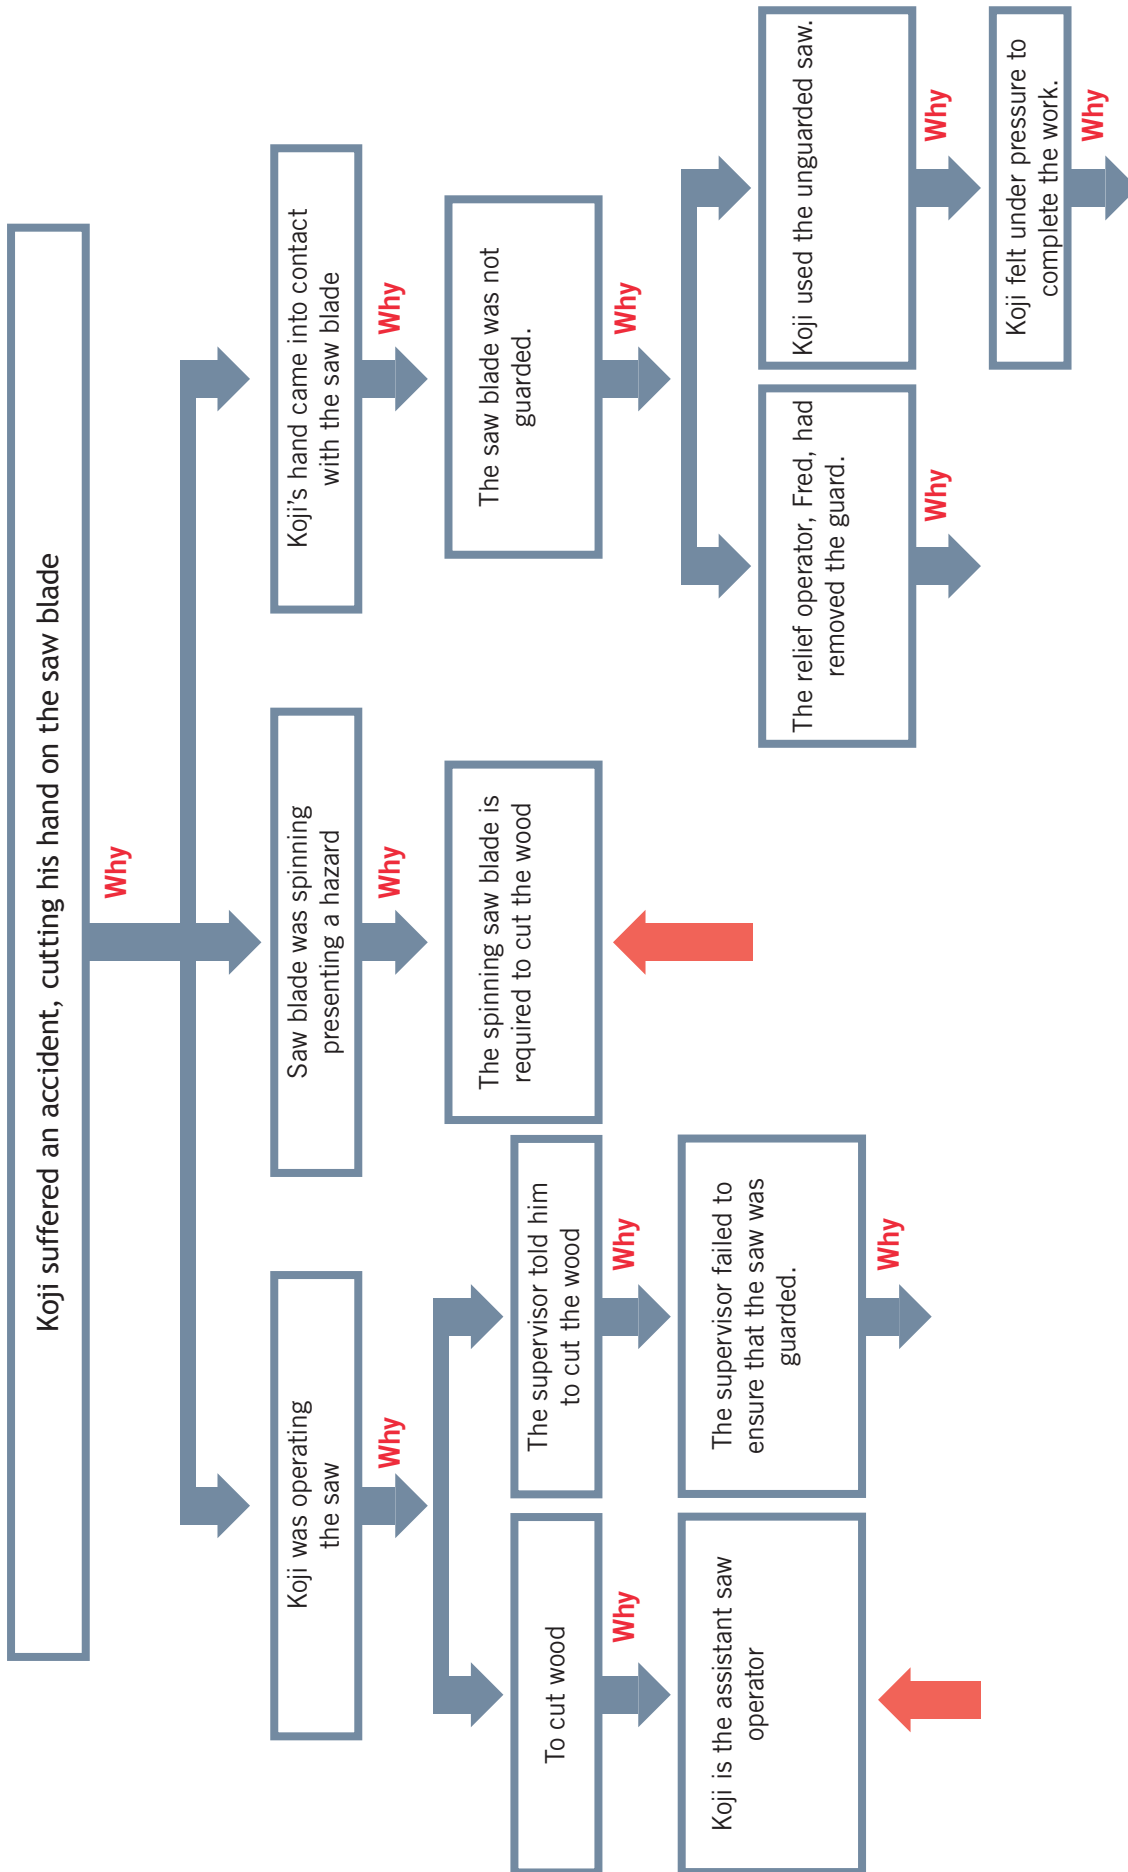 Koji suffered an accident, cutting his hand on the saw blade
Why
Koji was operating
the saw
Why
Saw blade was spinning
presenting a hazard
Why
Koji's hand came into contact
with the saw blade
Why
To cut wood
Why
The supervisor told him
to cut the wood
Why
The spinning saw blade is
required to cut the wood
The saw blade was not
guarded.
Why
Koji is the assistant saw
operator
The supervisor failed to
ensure that the saw was
guarded.
Why
The relief operator, Fred, had
removed the guard.
Why
Koji used the unguarded saw.
Why
Koji felt under pressure to
complete the work.
Why